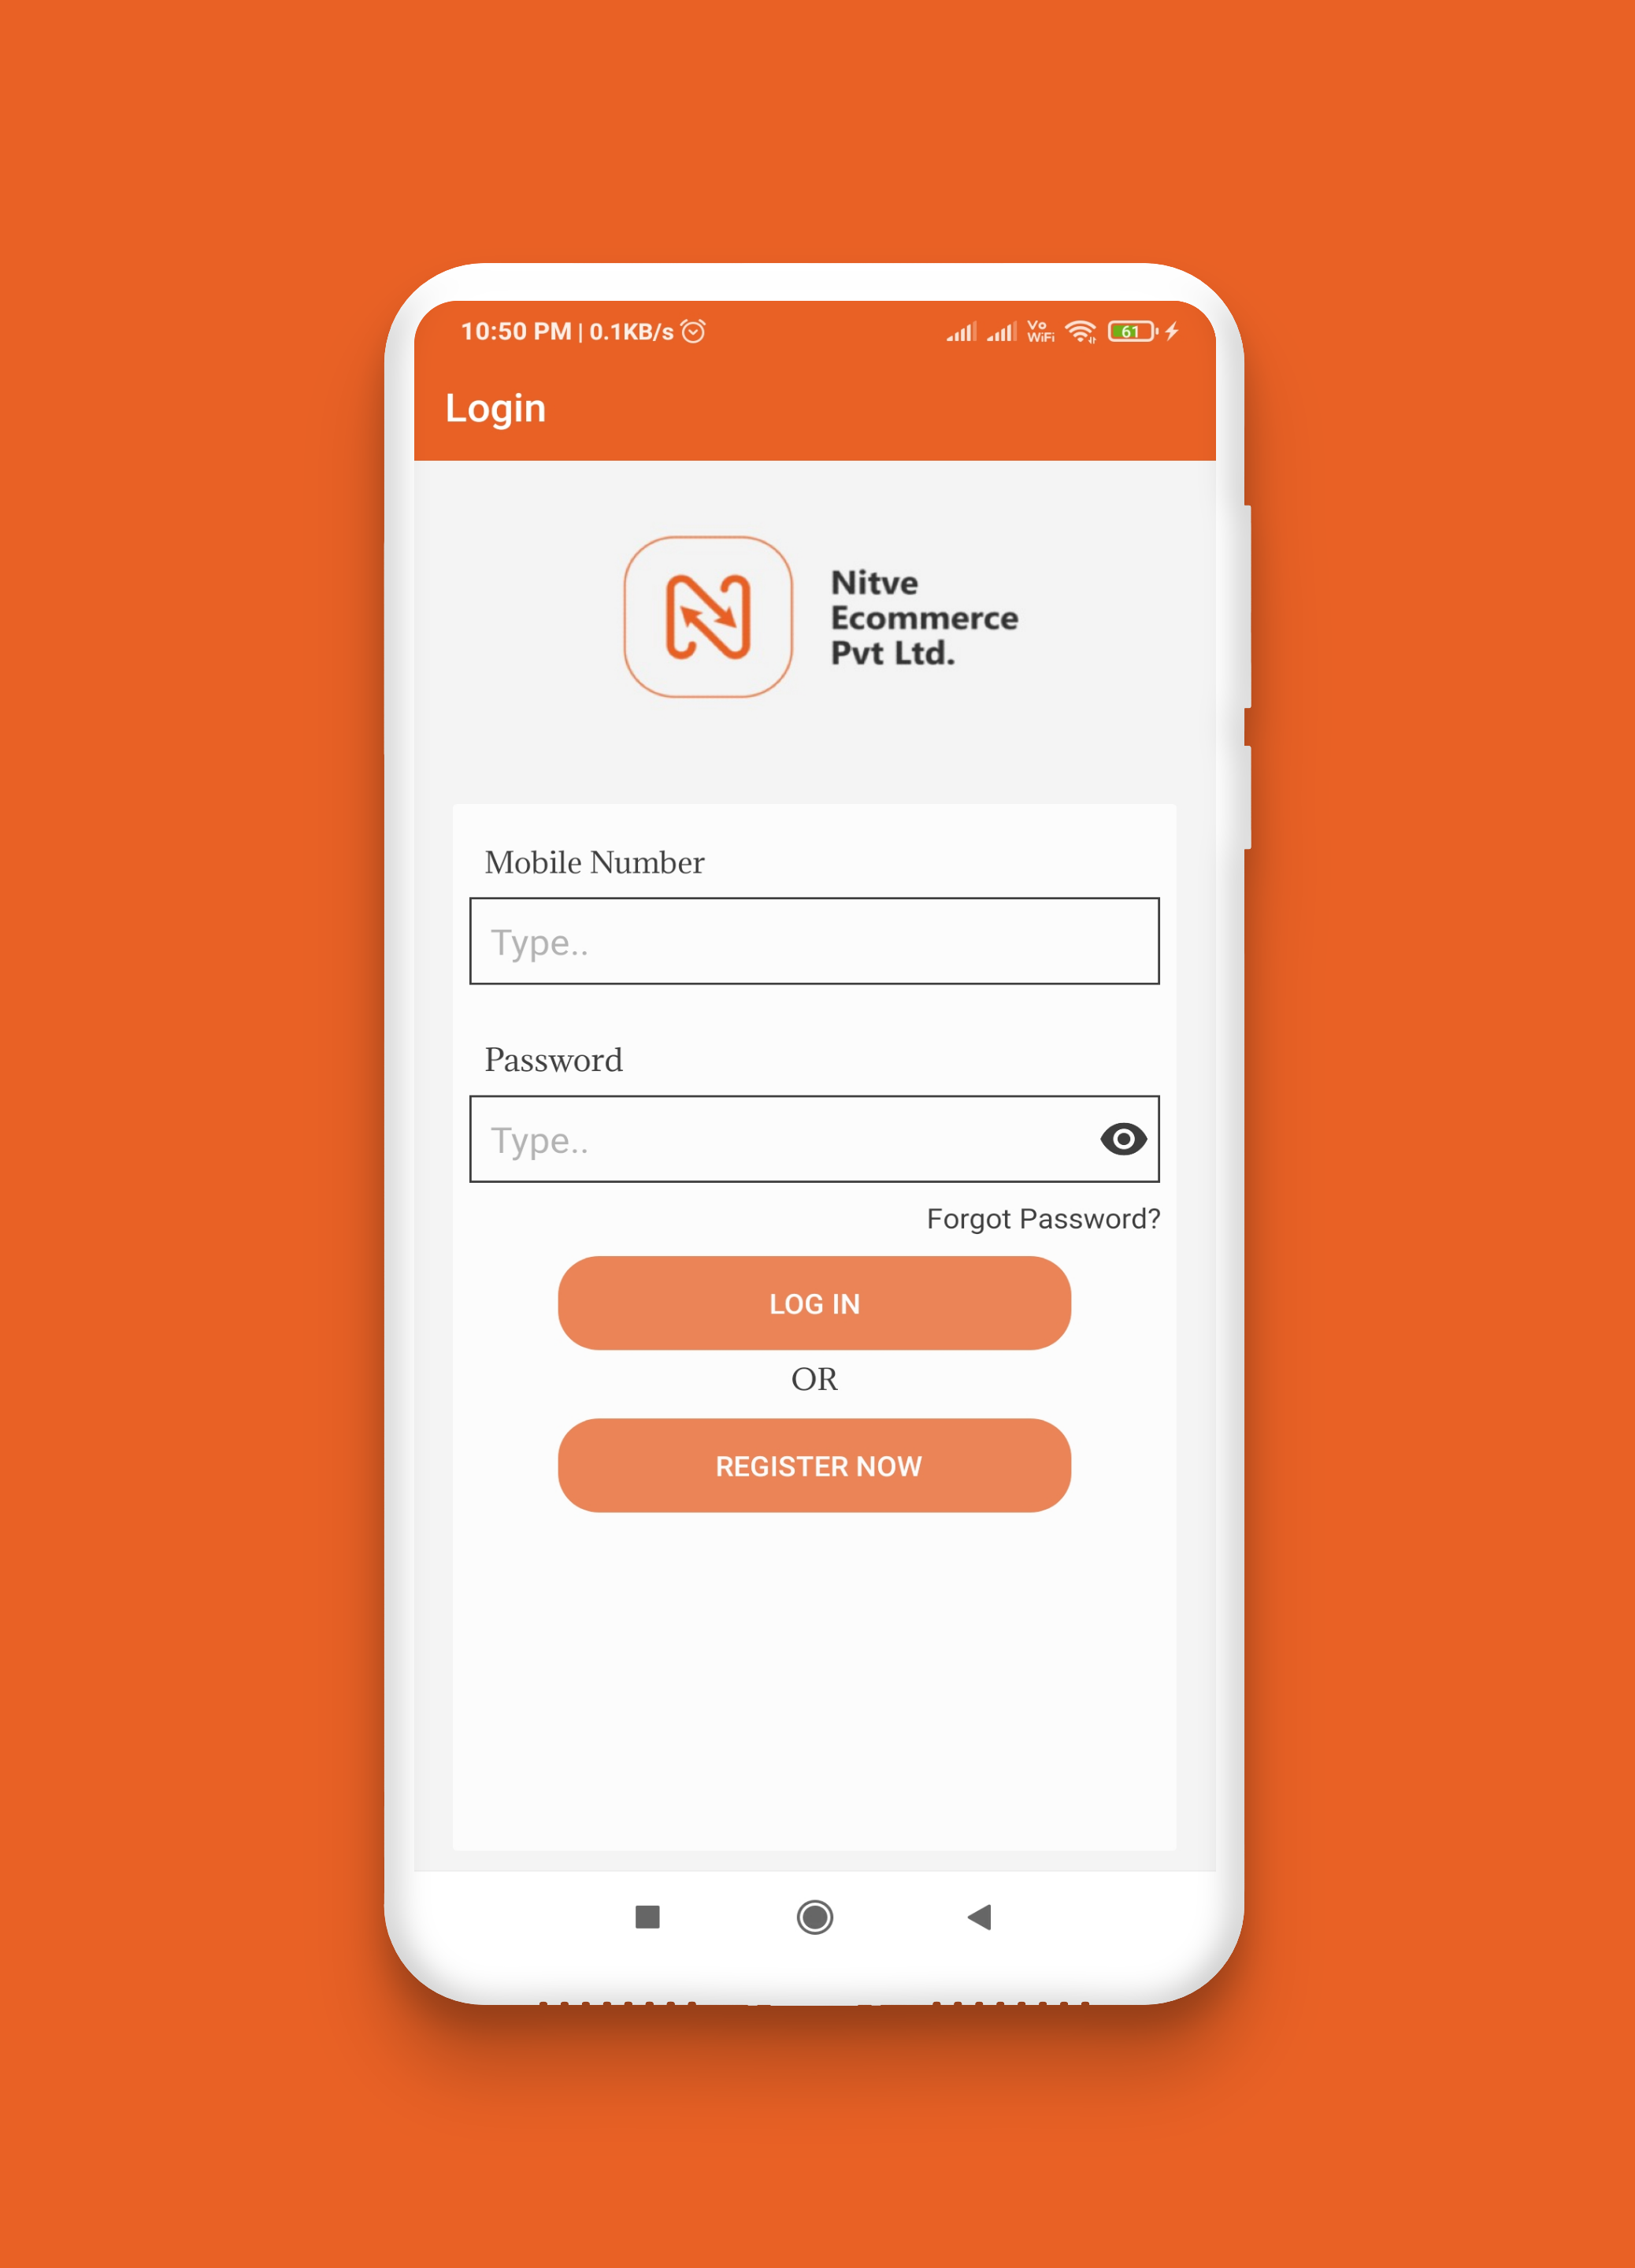 10:50 PM | 0.1KB/s
Vo
WiFi
61
Login
Nitve
Ecommerce
Pvt Ltd.
Mobile Number
Type..
Password
Type..
Forgot Password?
LOG IN
OR
REGISTER NOW